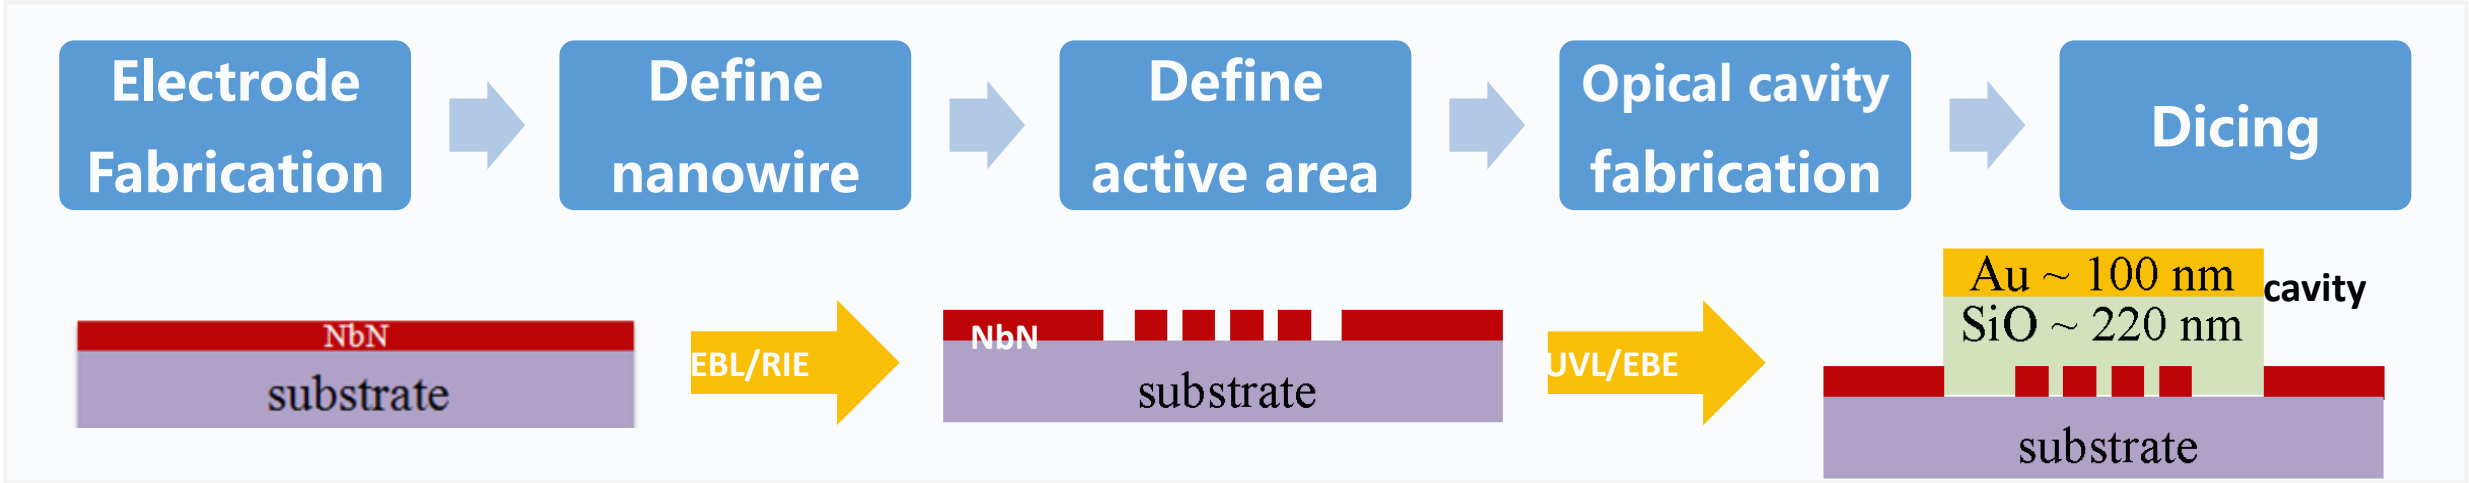 Electrode
Fabrication
Define
nanowire
Define
active area
Opical cavity
fabrication
Dicing
NbN
substrate
EBL/RIE
NbN
substrate
UVL/EBE
Au ~ 100 nm
cavity
SiO ~ 220 nm
substrate